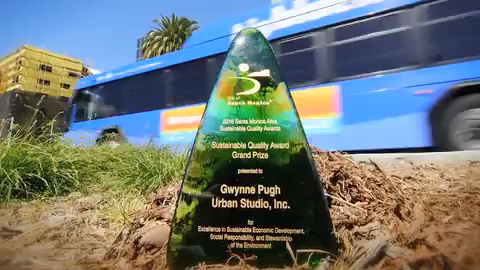 City of
Santa Monica™
2016 Santa Monica Area
Sustainable Quality Awards
Sustainable Quality Award
Grand Prize
presented to
Gwynne Pugh
Urban Studio, Inc.
for
Excellence in Sustainable Economic Development,
Social Responsibility, and Stewardship
of the Environment